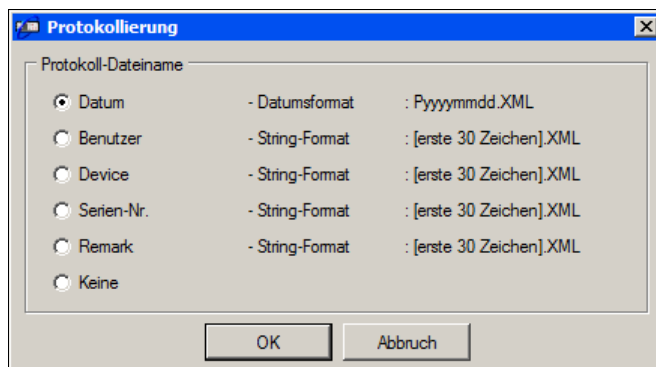 Protokollierung
Protokoll-Dateiname
Datum - Datumsformat : Pyyyymmdd.XML
Benutzer - String-Format : [erste 30 Zeichen].XML
Device - String-Format : [erste 30 Zeichen].XML
Serien-Nr. - String-Format : [erste 30 Zeichen].XML
Remark - String-Format : [erste 30 Zeichen].XML
Keine
OK Abbruch